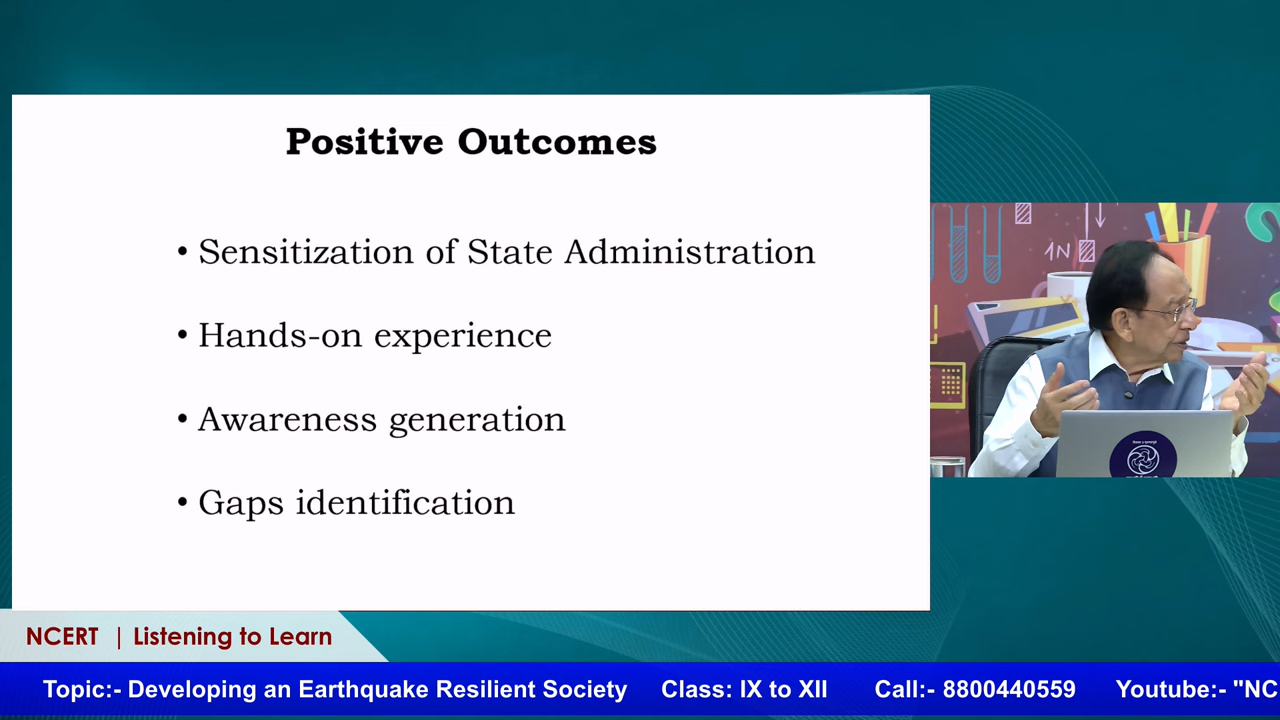 Positive Outcomes
• Sensitization of State Administration
• Hands-on experience
• Awareness generation
• Gaps identification
1N
NCERT | Listening to Learn
Topic:- Developing an Earthquake Resilient Society Class: IX to XII Call:- 8800440559 Youtube:- "NC